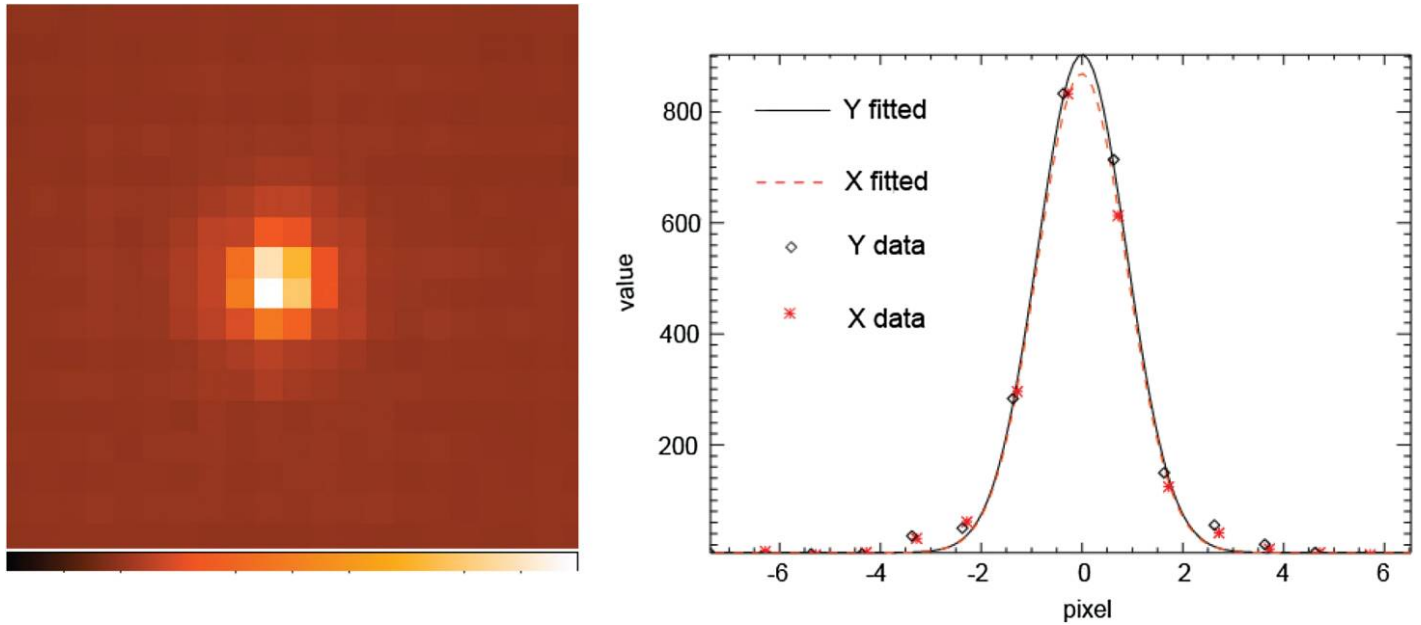 800
600
400
200
value
Y fitted
X fitted
Y data
X data
-6 -4 -2 0 2 4 6
pixel